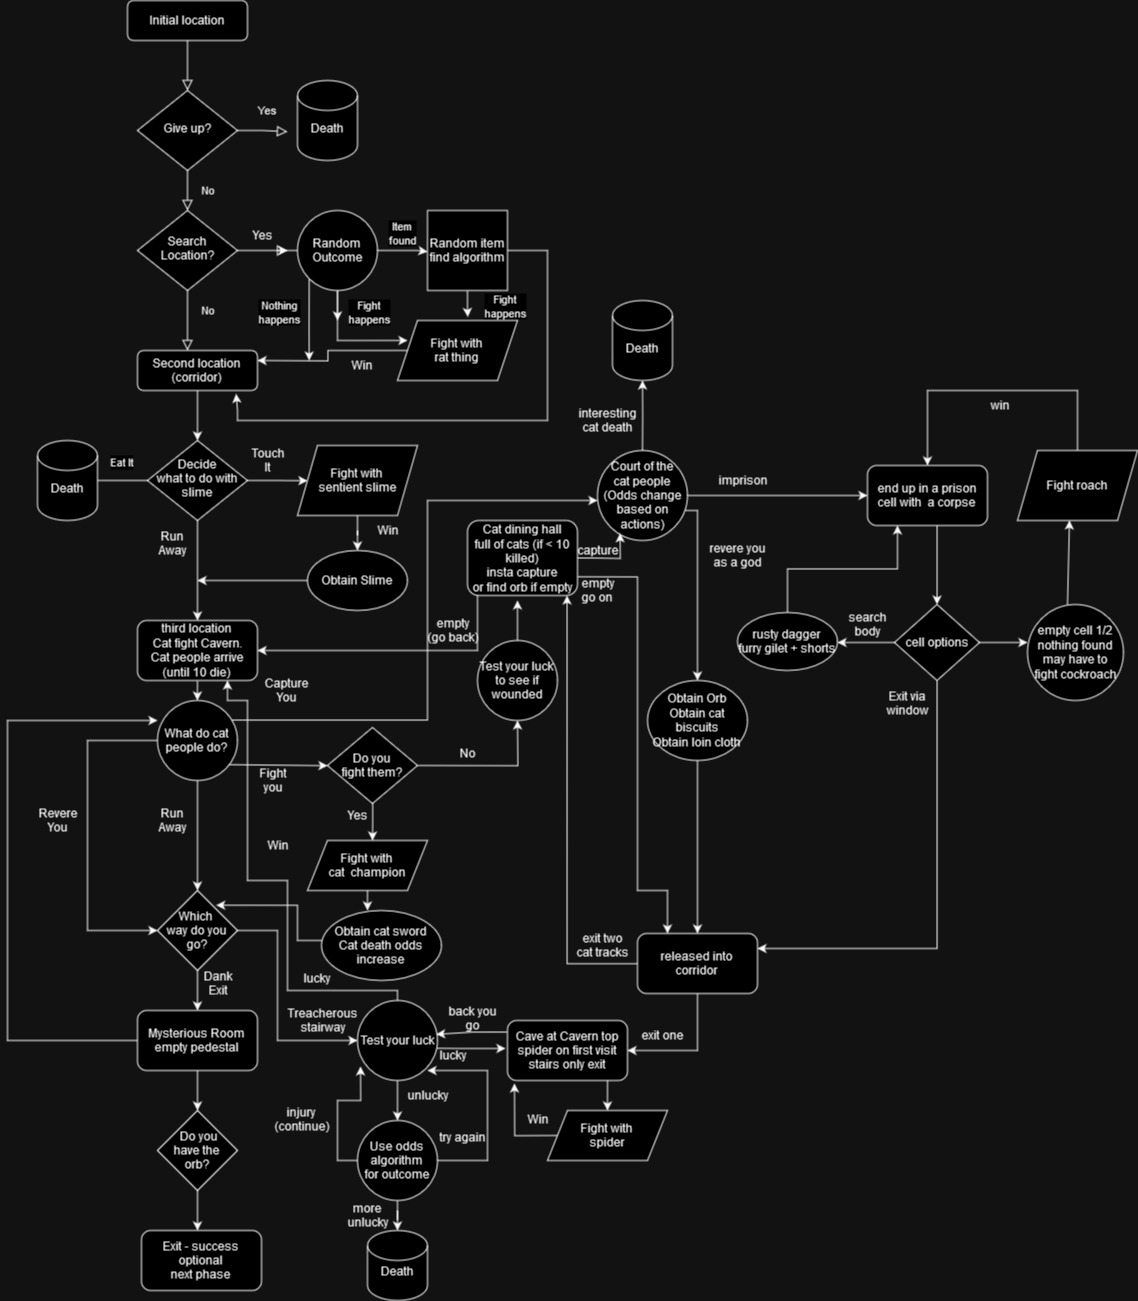 Initial location
Give up?
Yes
Death
No
Search
Location?
Yes
Random
Outcome
Item
found
Random item
find algorithm
No
Nothing
happens
Fight
happens
Fight
happens
Fight with
rat thing
Win
Second location
(corridor)
Death
Eat It
Decide
what to do with
slime
Touch
It
Fight with
sentient slime
Run
Away
Win
Obtain Slime
Death
interesting
cat death
Court of the
cat people
(Odds change
based on
actions)
imprison
win
end up in a prison
cell with a corpse
Fight roach
Cat dining hall
full of cats (if < 10
killed)
insta capture
or find orb if empty
capture
empty
go on
revere you
as a god
search
body
rusty dagger
furry gilet + shorts
cell options
empty cell 1/2
nothing found
may have to
fight cockroach
Exit via
window
third location
Cat fight Cavern.
Cat people arrive
(until 10 die)
empty
(go back)
Test your luck
to see if
wounded
Capture
You
Obtain Orb
Obtain cat
biscuits
Obtain loin cloth
What do cat
people do?
Fight
you
Do you
fight them?
No
Yes
Revere
You
Run
Away
Win
Fight with
cat champion
Which
way do you
go?
Obtain cat sword
Cat death odds
increase
exit two
cat tracks
released into
corridor
Dank
Exit
lucky
Treacherous
stairway
Mysterious Room
empty pedestal
Test your luck
back you
go
lucky
Cave at Cavern top
spider on first visit
stairs only exit
exit one
unlucky
injury
(continue)
try again
Win
Fight with
spider
Do you
have the
orb?
Use odds
algorithm
for outcome
more
unlucky
Exit - success
optional
next phase
Death